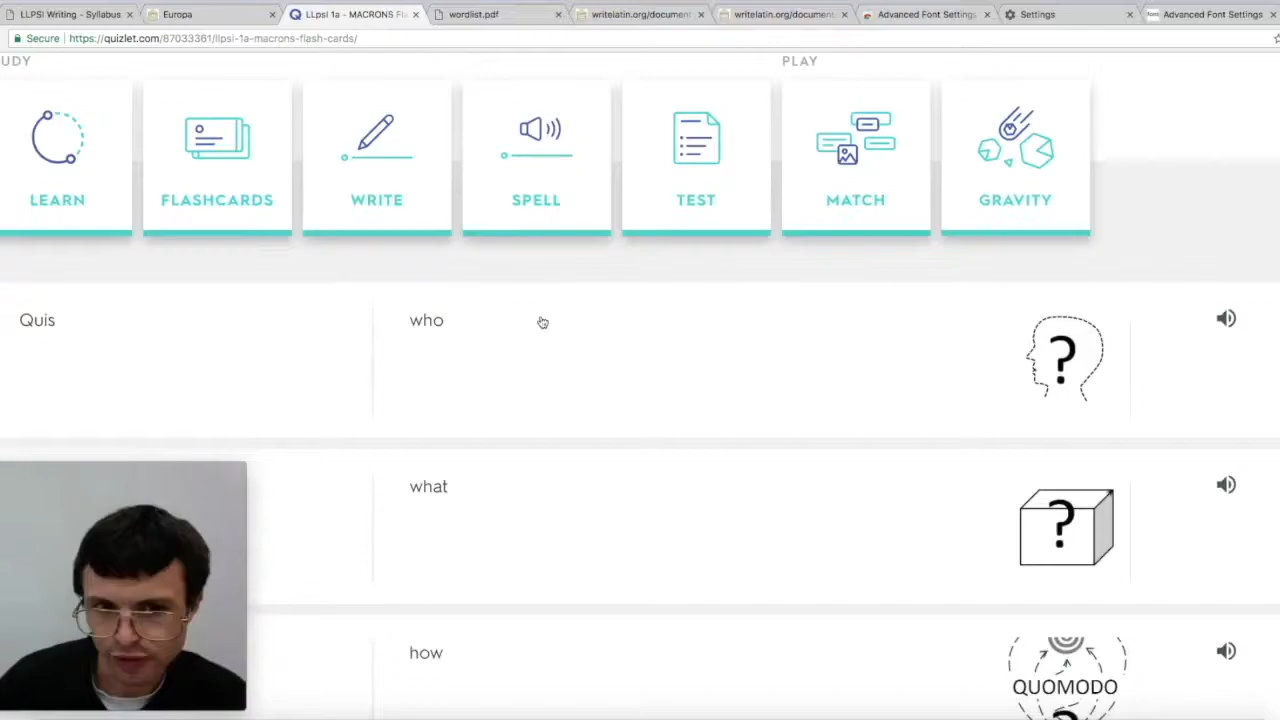 LLPSI Writing - Syllabus
Europa
LLpsi 1a - MACRONS Fl
wordlist.pdf
writelatin.org/document
writelatin.org/document
Advanced Font Settings
Settings
Advanced Font Settings
Secure https://quizlet.com/87033361/llpsi-1a-macrons-flash-cards/
UDY
PLAY
LEARN
FLASHCARDS
WRITE
SPELL
TEST
MATCH
GRAVITY
Quis
who
?
what
?
how
QUOMODO
?